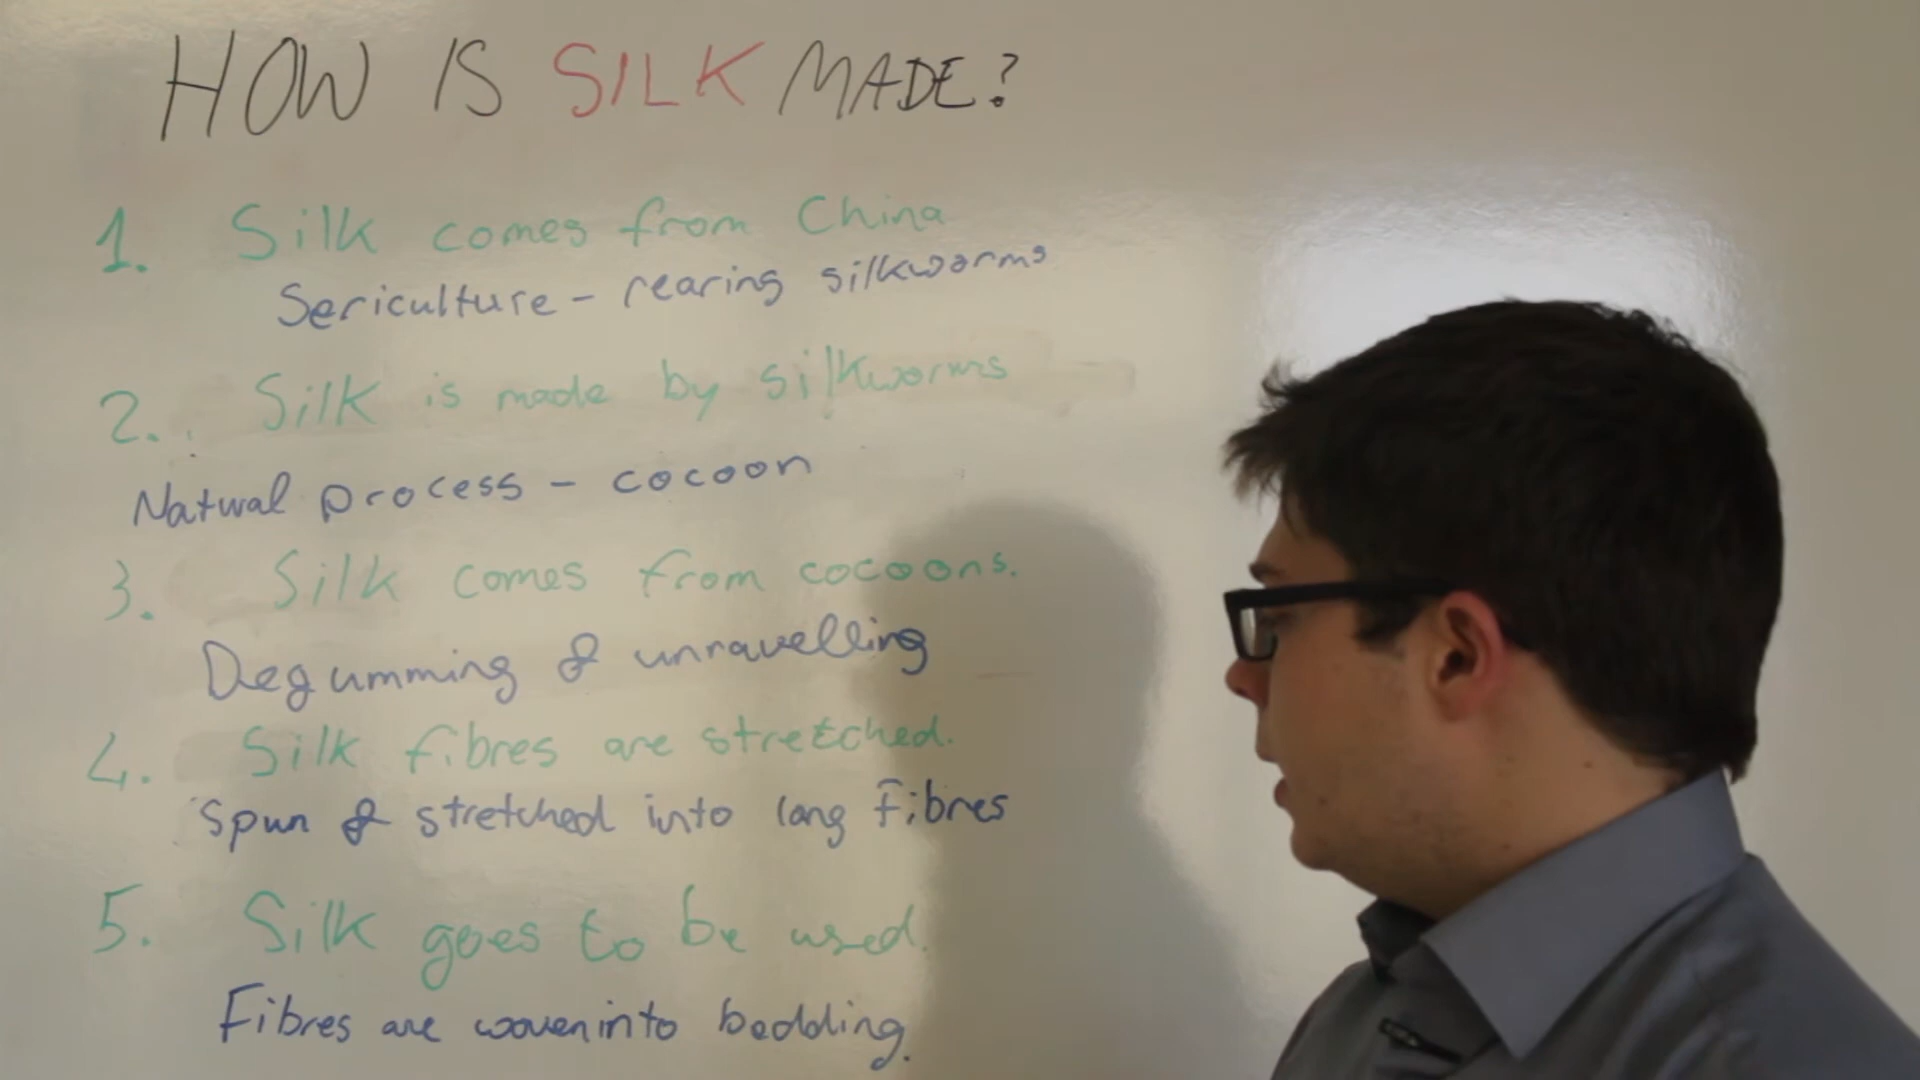 HOW IS SILK MADE?
1. Silk comes from China
Sericulture - rearing silkworms
2. Silk is made by silkworms
Natural process - cocoon
3. Silk comes from cocoons.
Degumming & unravelling
4. Silk fibres are stretched.
Spun & stretched into long fibres
5. Silk goes to be used.
Fibres are woven into bedding.